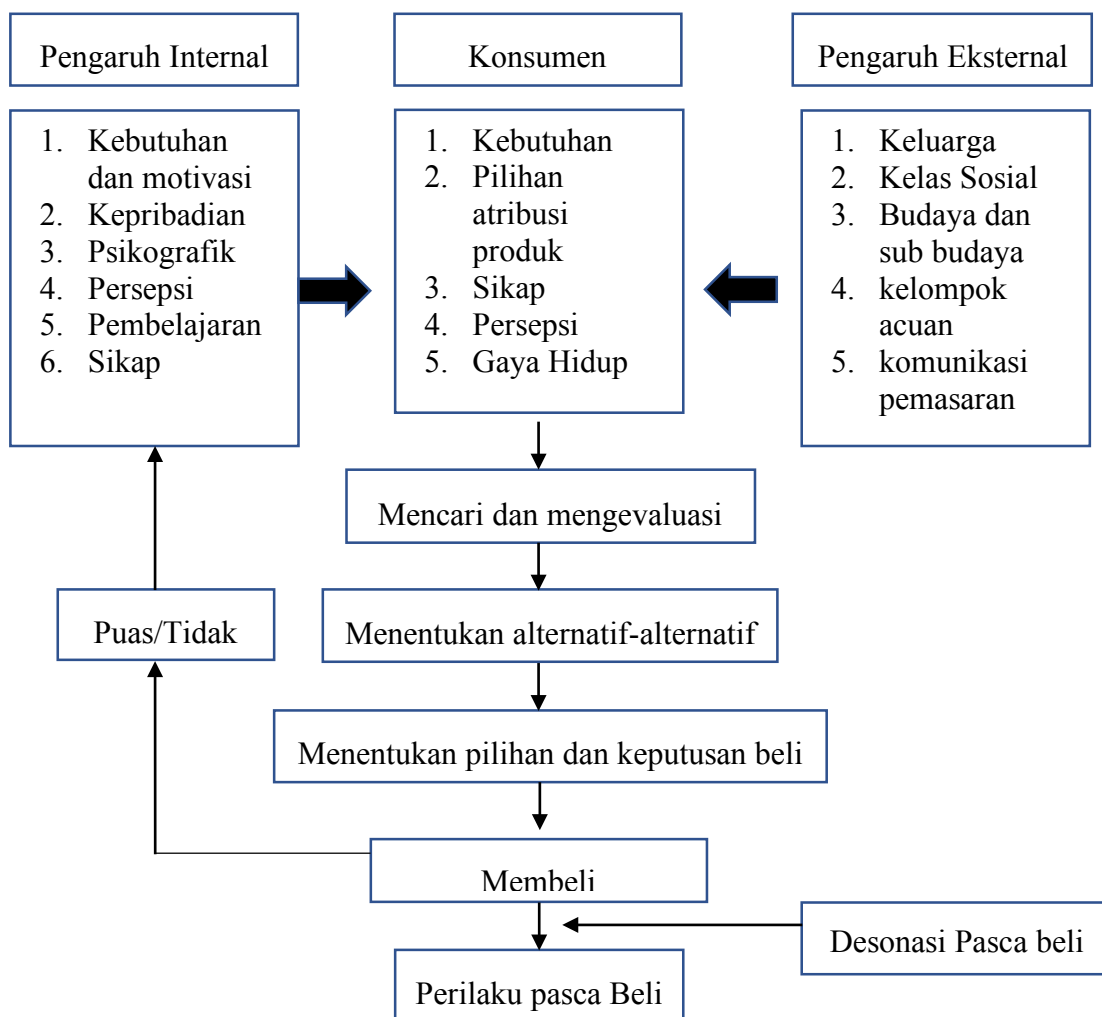 Pengaruh Internal
Konsumen
Pengaruh Eksternal
1. Kebutuhan
dan motivasi
2. Kepribadian
3. Psikografik
4. Persepsi
5. Pembelajaran
6. Sikap
1. Kebutuhan
2. Pilihan
atribusi
produk
3. Sikap
4. Persepsi
5. Gaya Hidup
1. Keluarga
2. Kelas Sosial
3. Budaya dan
sub budaya
4. kelompok
acuan
5. komunikasi
pemasaran
Mencari dan mengevaluasi
Puas/Tidak
Menentukan alternatif-alternatif
Menentukan pilihan dan keputusan beli
Membeli
Desonasi Pasca beli
Perilaku pasca Beli